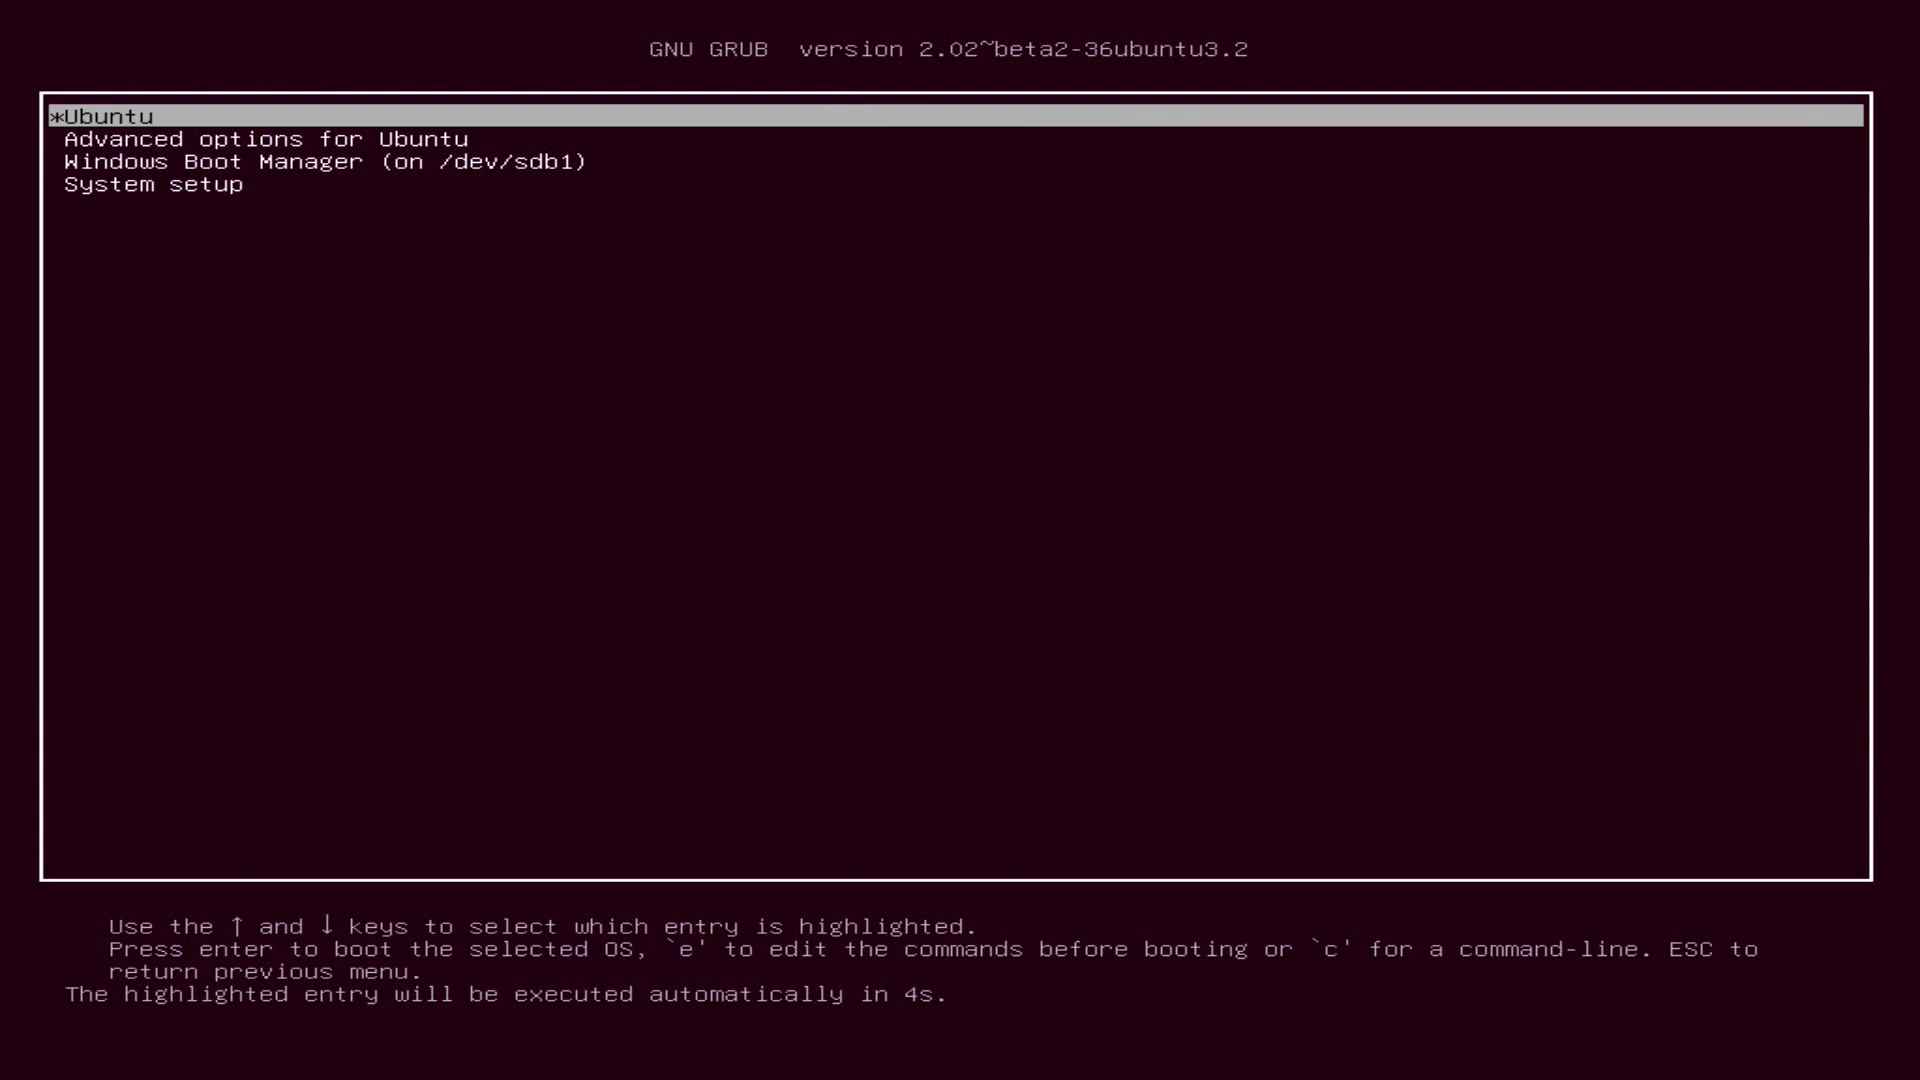 GNU GRUB  version 2.02~beta2-36ubuntu3.2
*Ubuntu
Advanced options for Ubuntu
Windows Boot Manager (on /dev/sdb1)
System setup
Use the ↑ and ↓ keys to select which entry is highlighted.
Press enter to boot the selected OS, `e' to edit the commands before booting or `c' for a command-line. ESC to
return previous menu.
The highlighted entry will be executed automatically in 4s.